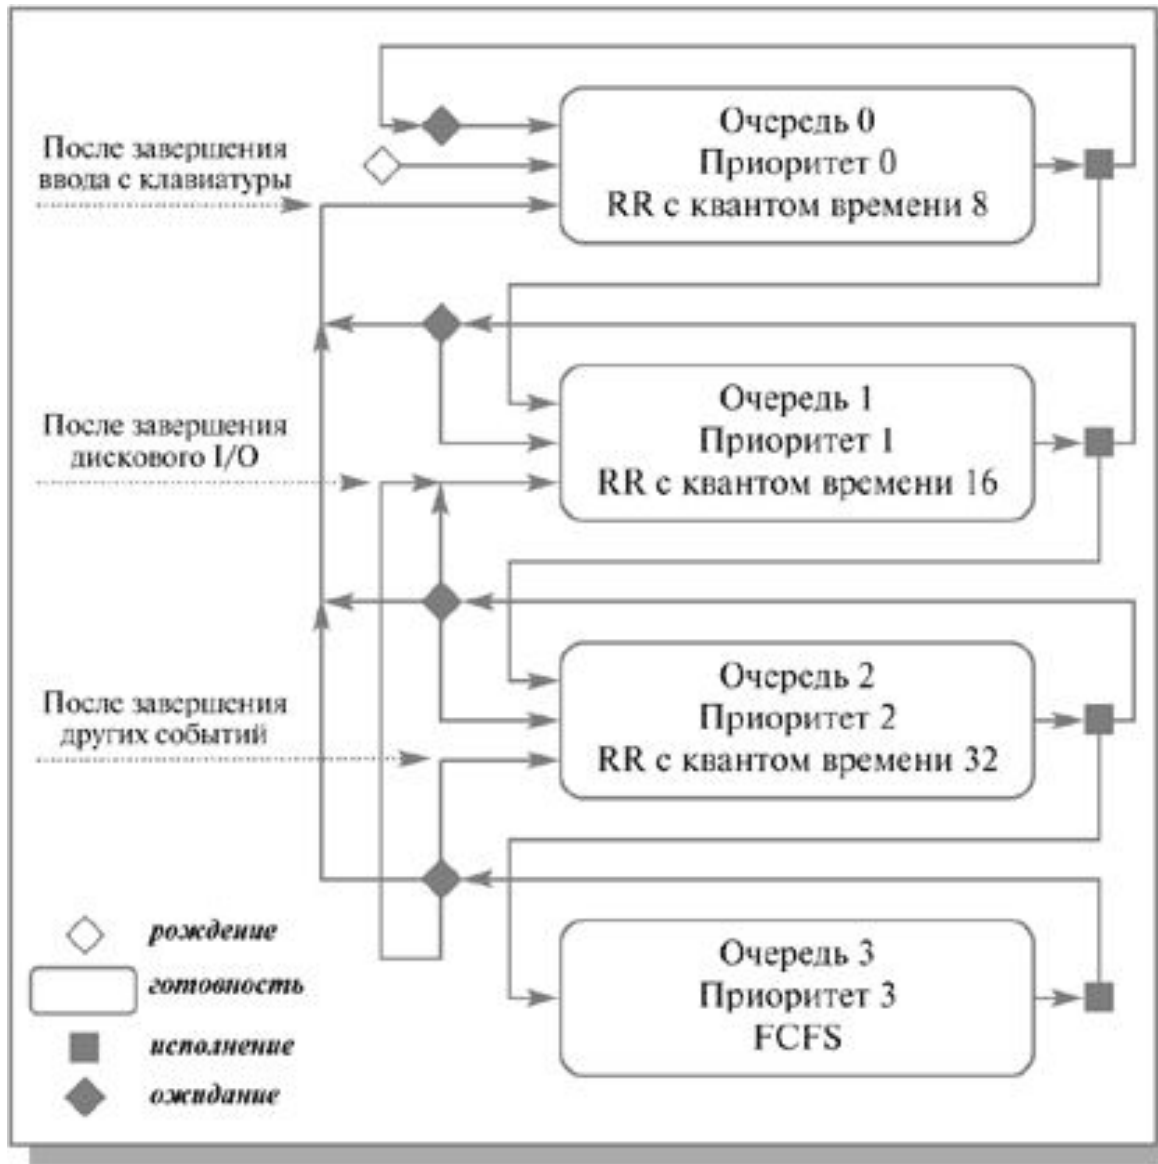 После завершения
ввода с клавиатуры
Очередь 0
Приоритет 0
RR с квантом времени 8
После завершения
дискового I/O
Очередь 1
Приоритет 1
RR с квантом времени 16
После завершения
других событий
Очередь 2
Приоритет 2
RR с квантом времени 32
Очередь 3
Приоритет 3
FCFS
рождение
готовность
исполнение
ожидание